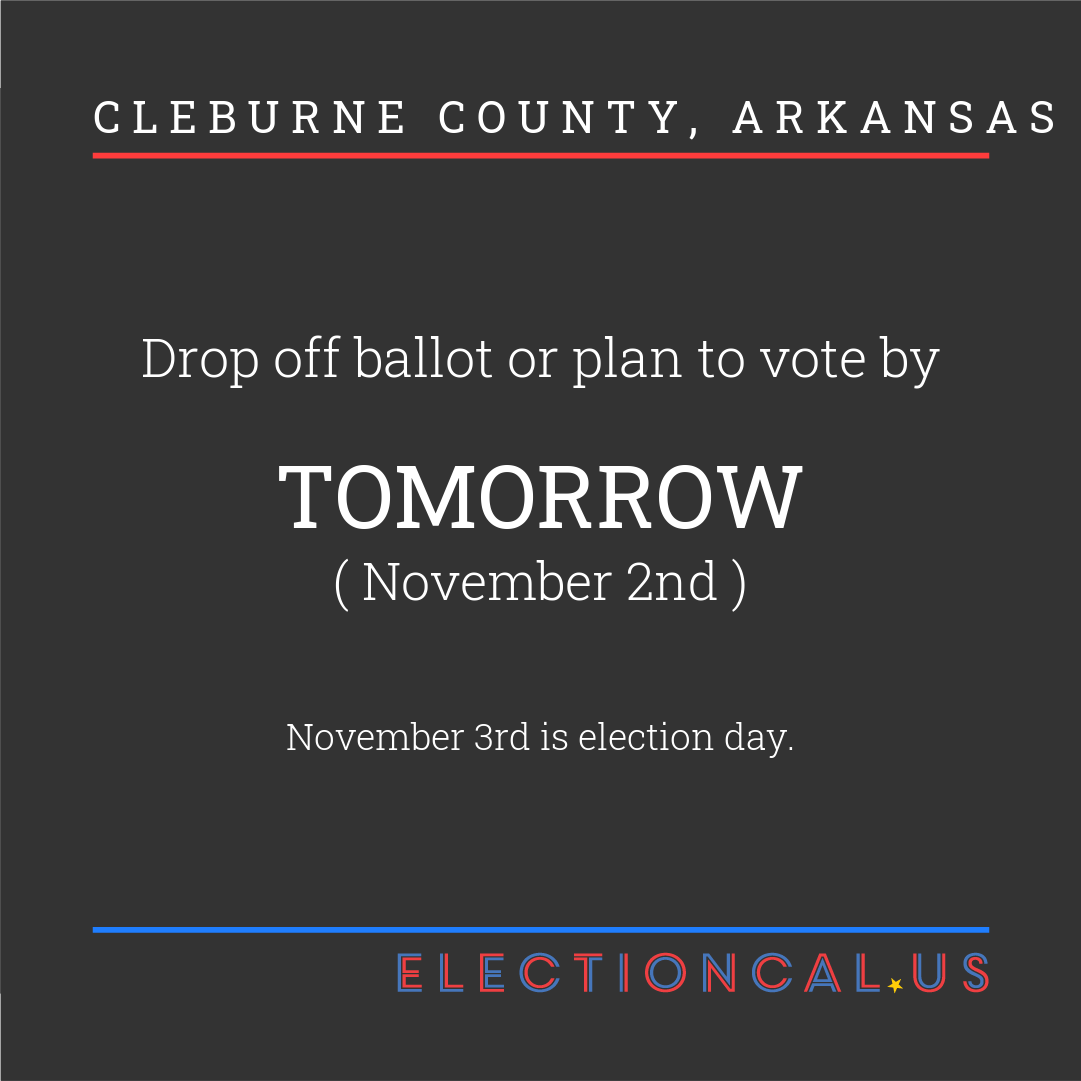 CLEBURNE COUNTY, ARKANSAS
Drop off ballot or plan to vote by
TOMORROW
( November 2nd )
November 3rd is election day.
ELECTIONCAL.US